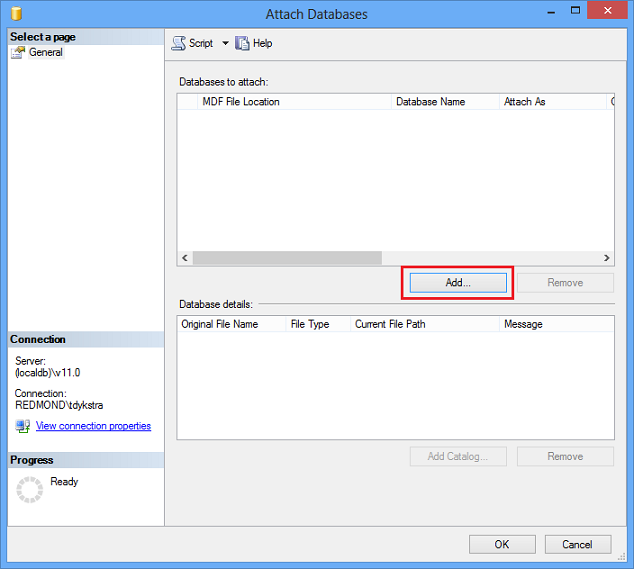 Attach Databases
Select a page
General
Script Help
Databases to attach:
MDF File Location Database Name Attach As
Add... Remove
Database details:
Original File Name File Type Current File Path Message
Connection
Server:
(localdb)\v11.0
Connection:
REDMOND\tdykstra
View connection properties
Add Catalog... Remove
Progress
Ready
OK Cancel